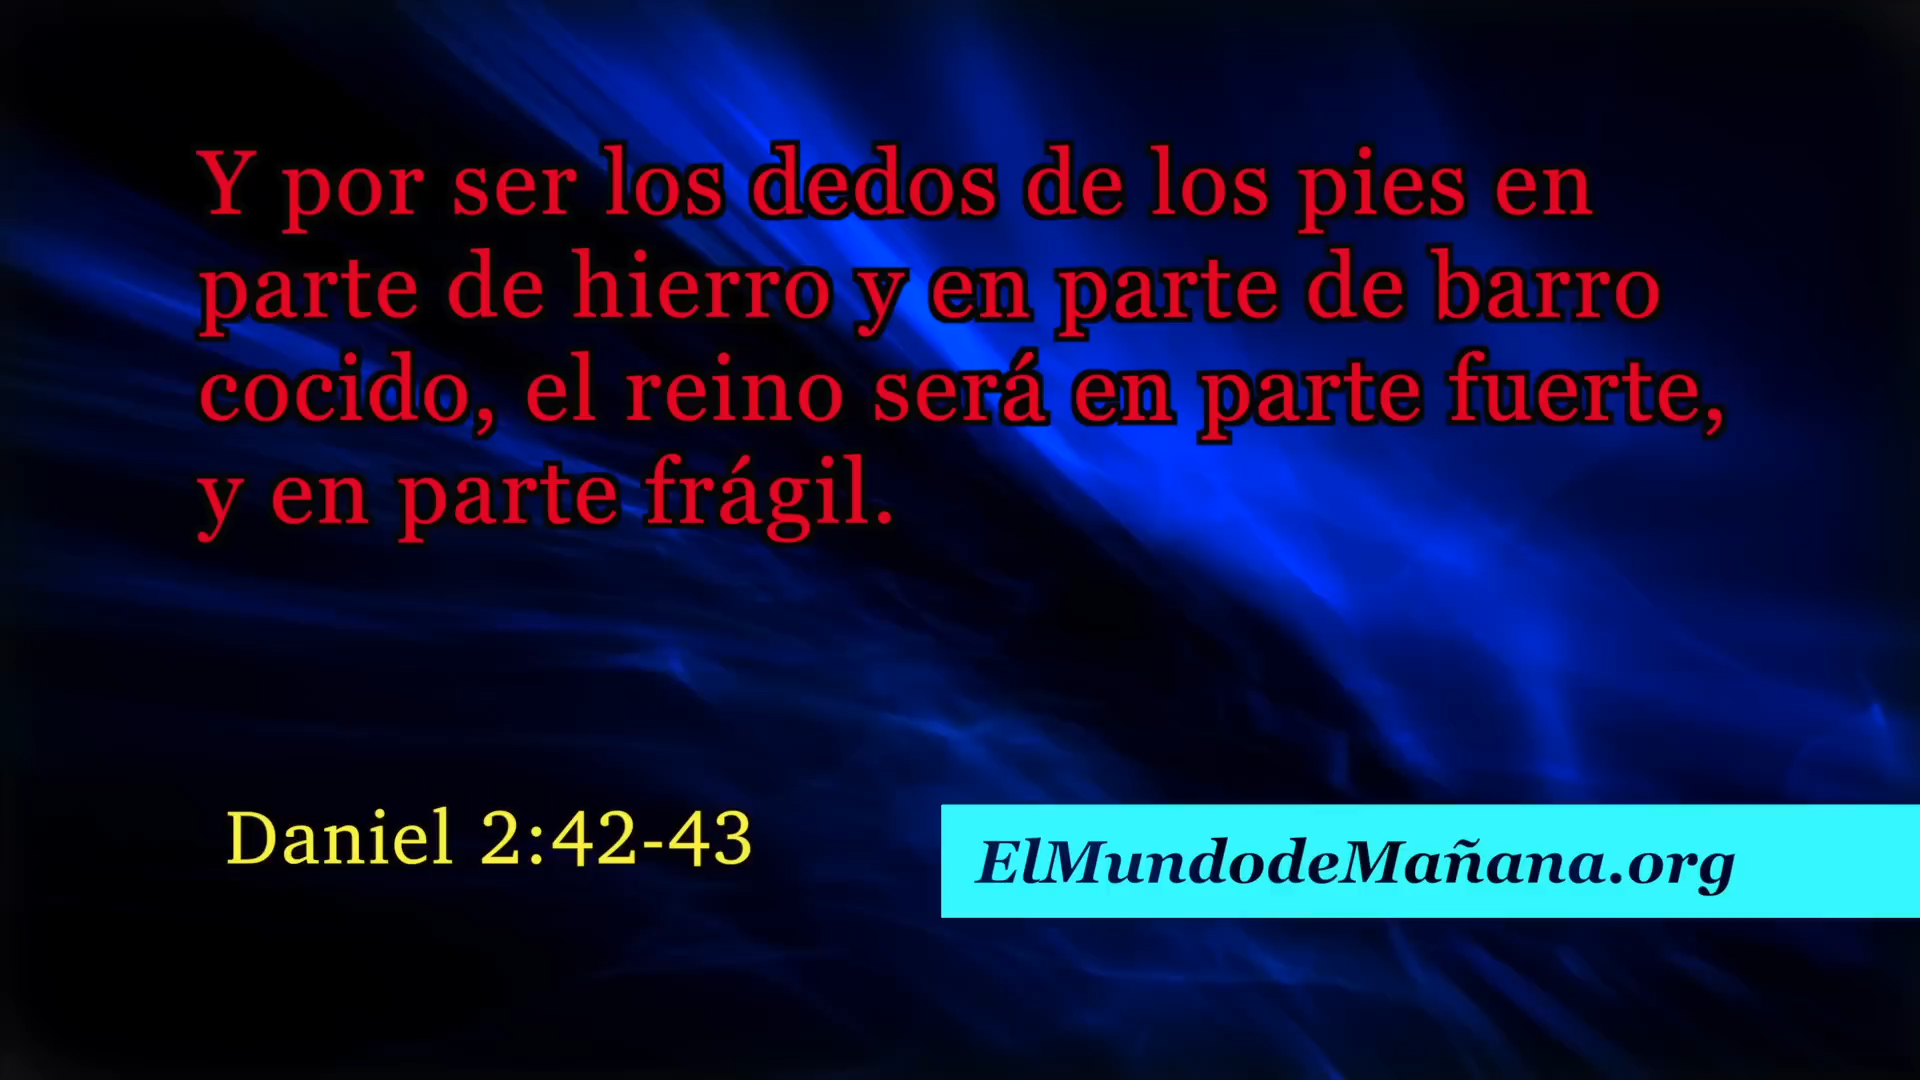 Y por ser los dedos de los pies en
parte de hierro y en parte de barro
cocido, el reino será en parte fuerte,
y en parte frágil.
Daniel 2:42-43
ElMundodeMañana.org